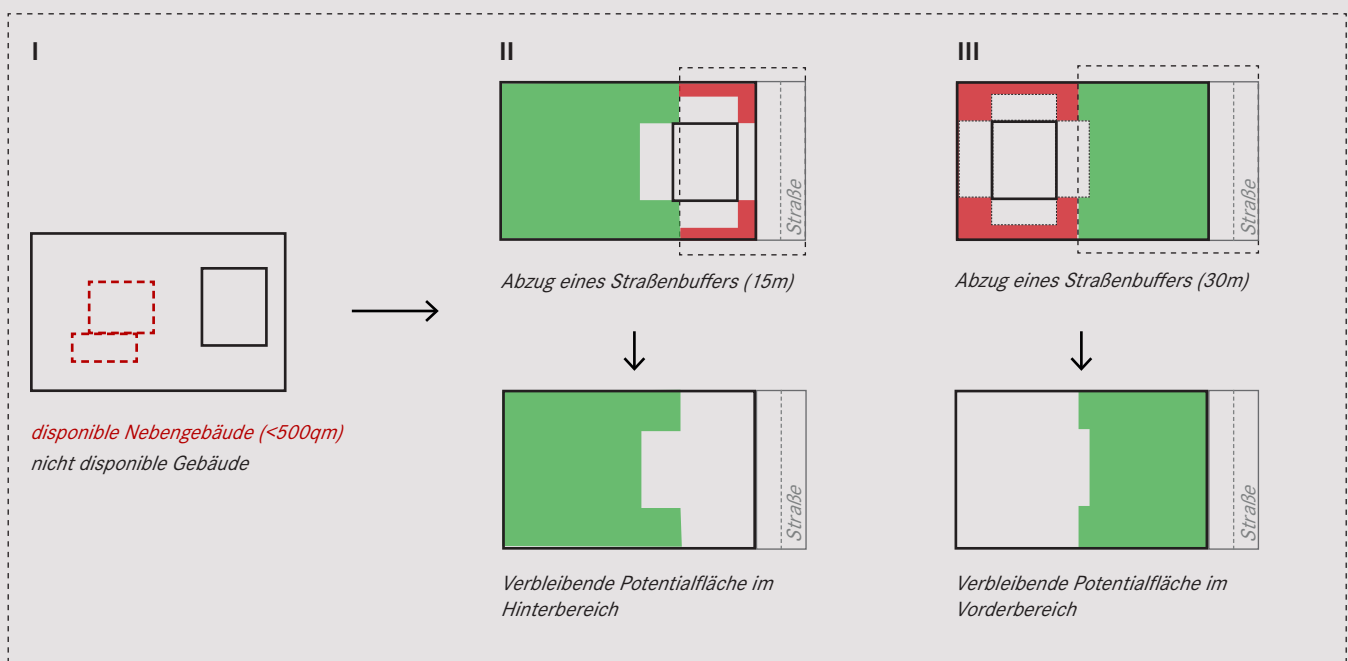 I
disponible Nebengebäude (<500qm)
nicht disponible Gebäude
II
Straße
Abzug eines Straßenbuffers (15m)
Straße
Verbleibende Potentialfläche im
Hinterbereich
III
Straße
Abzug eines Straßenbuffers (30m)
Straße
Verbleibende Potentialfläche im
Vorderbereich